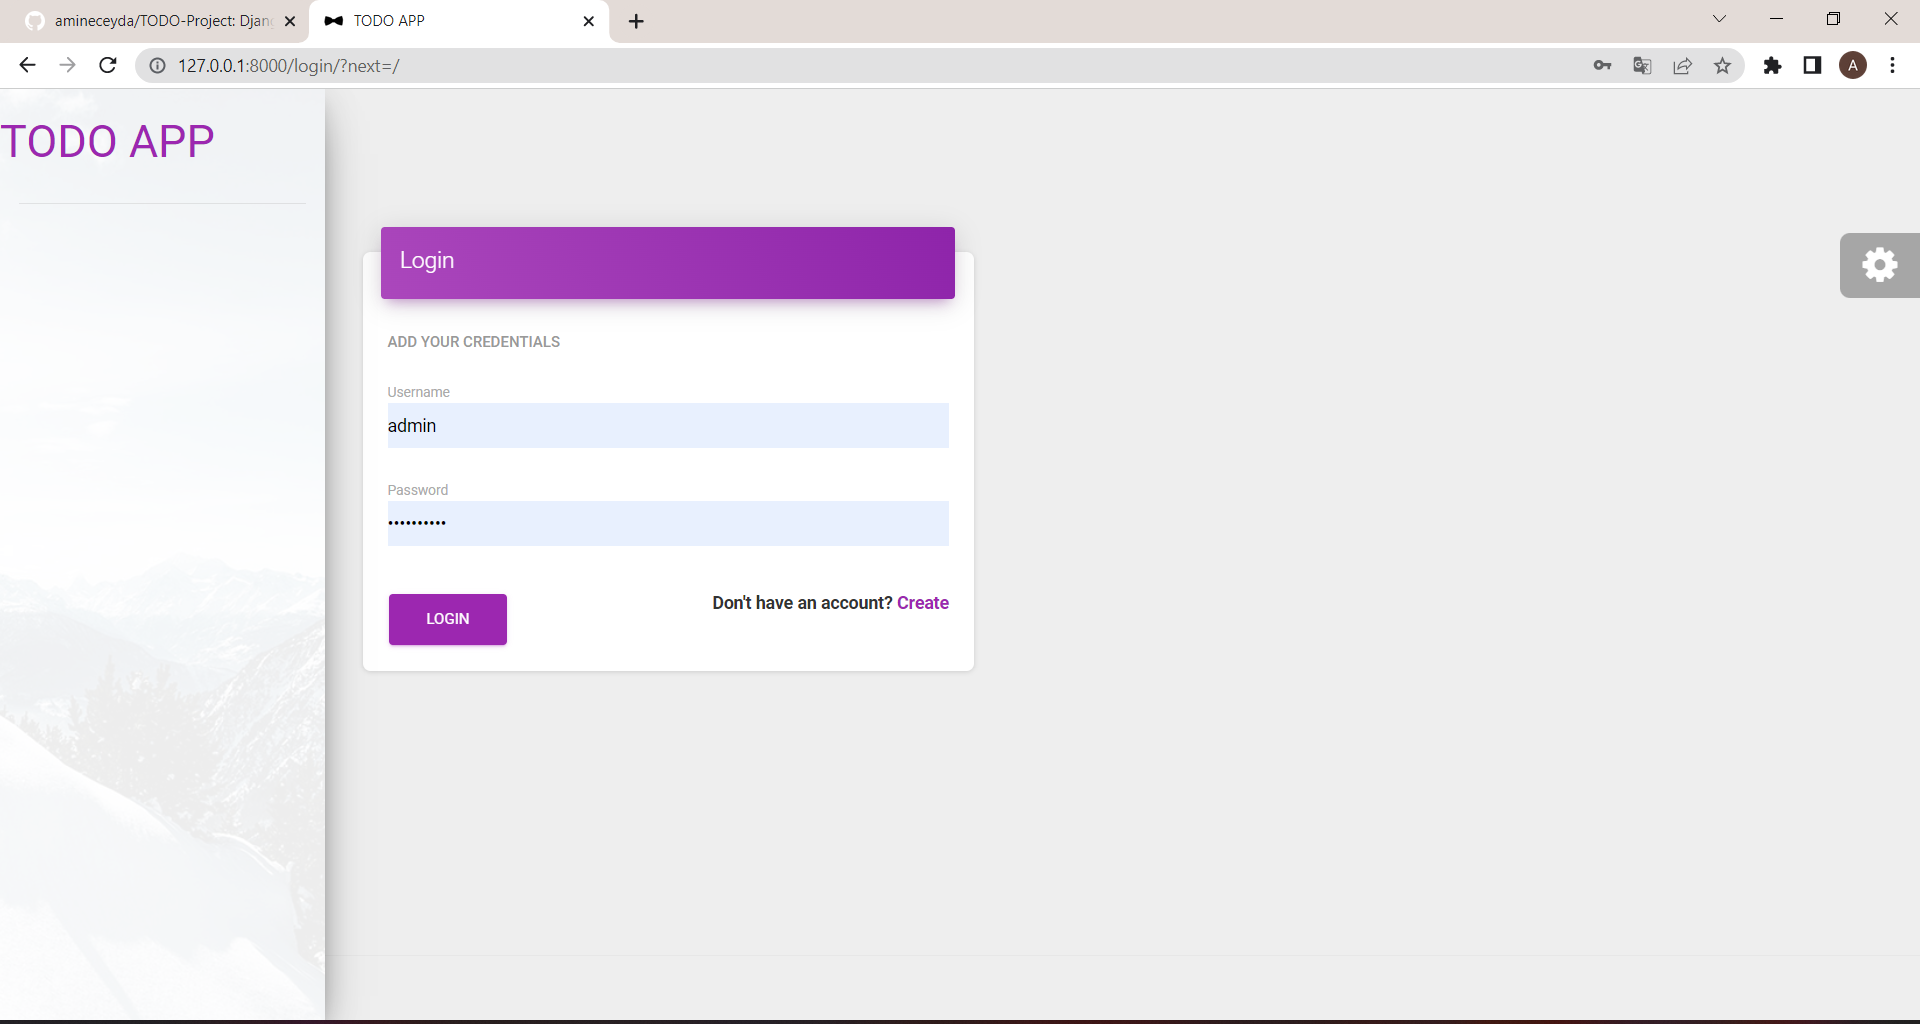 amineceyda/TODO-Project: Djan
TODO APP
127.0.0.1:8000/login/?next=/
A
TODO APP
Login
ADD YOUR CREDENTIALS
Username
admin
Password
••••••••••
LOGIN
Don't have an account? Create